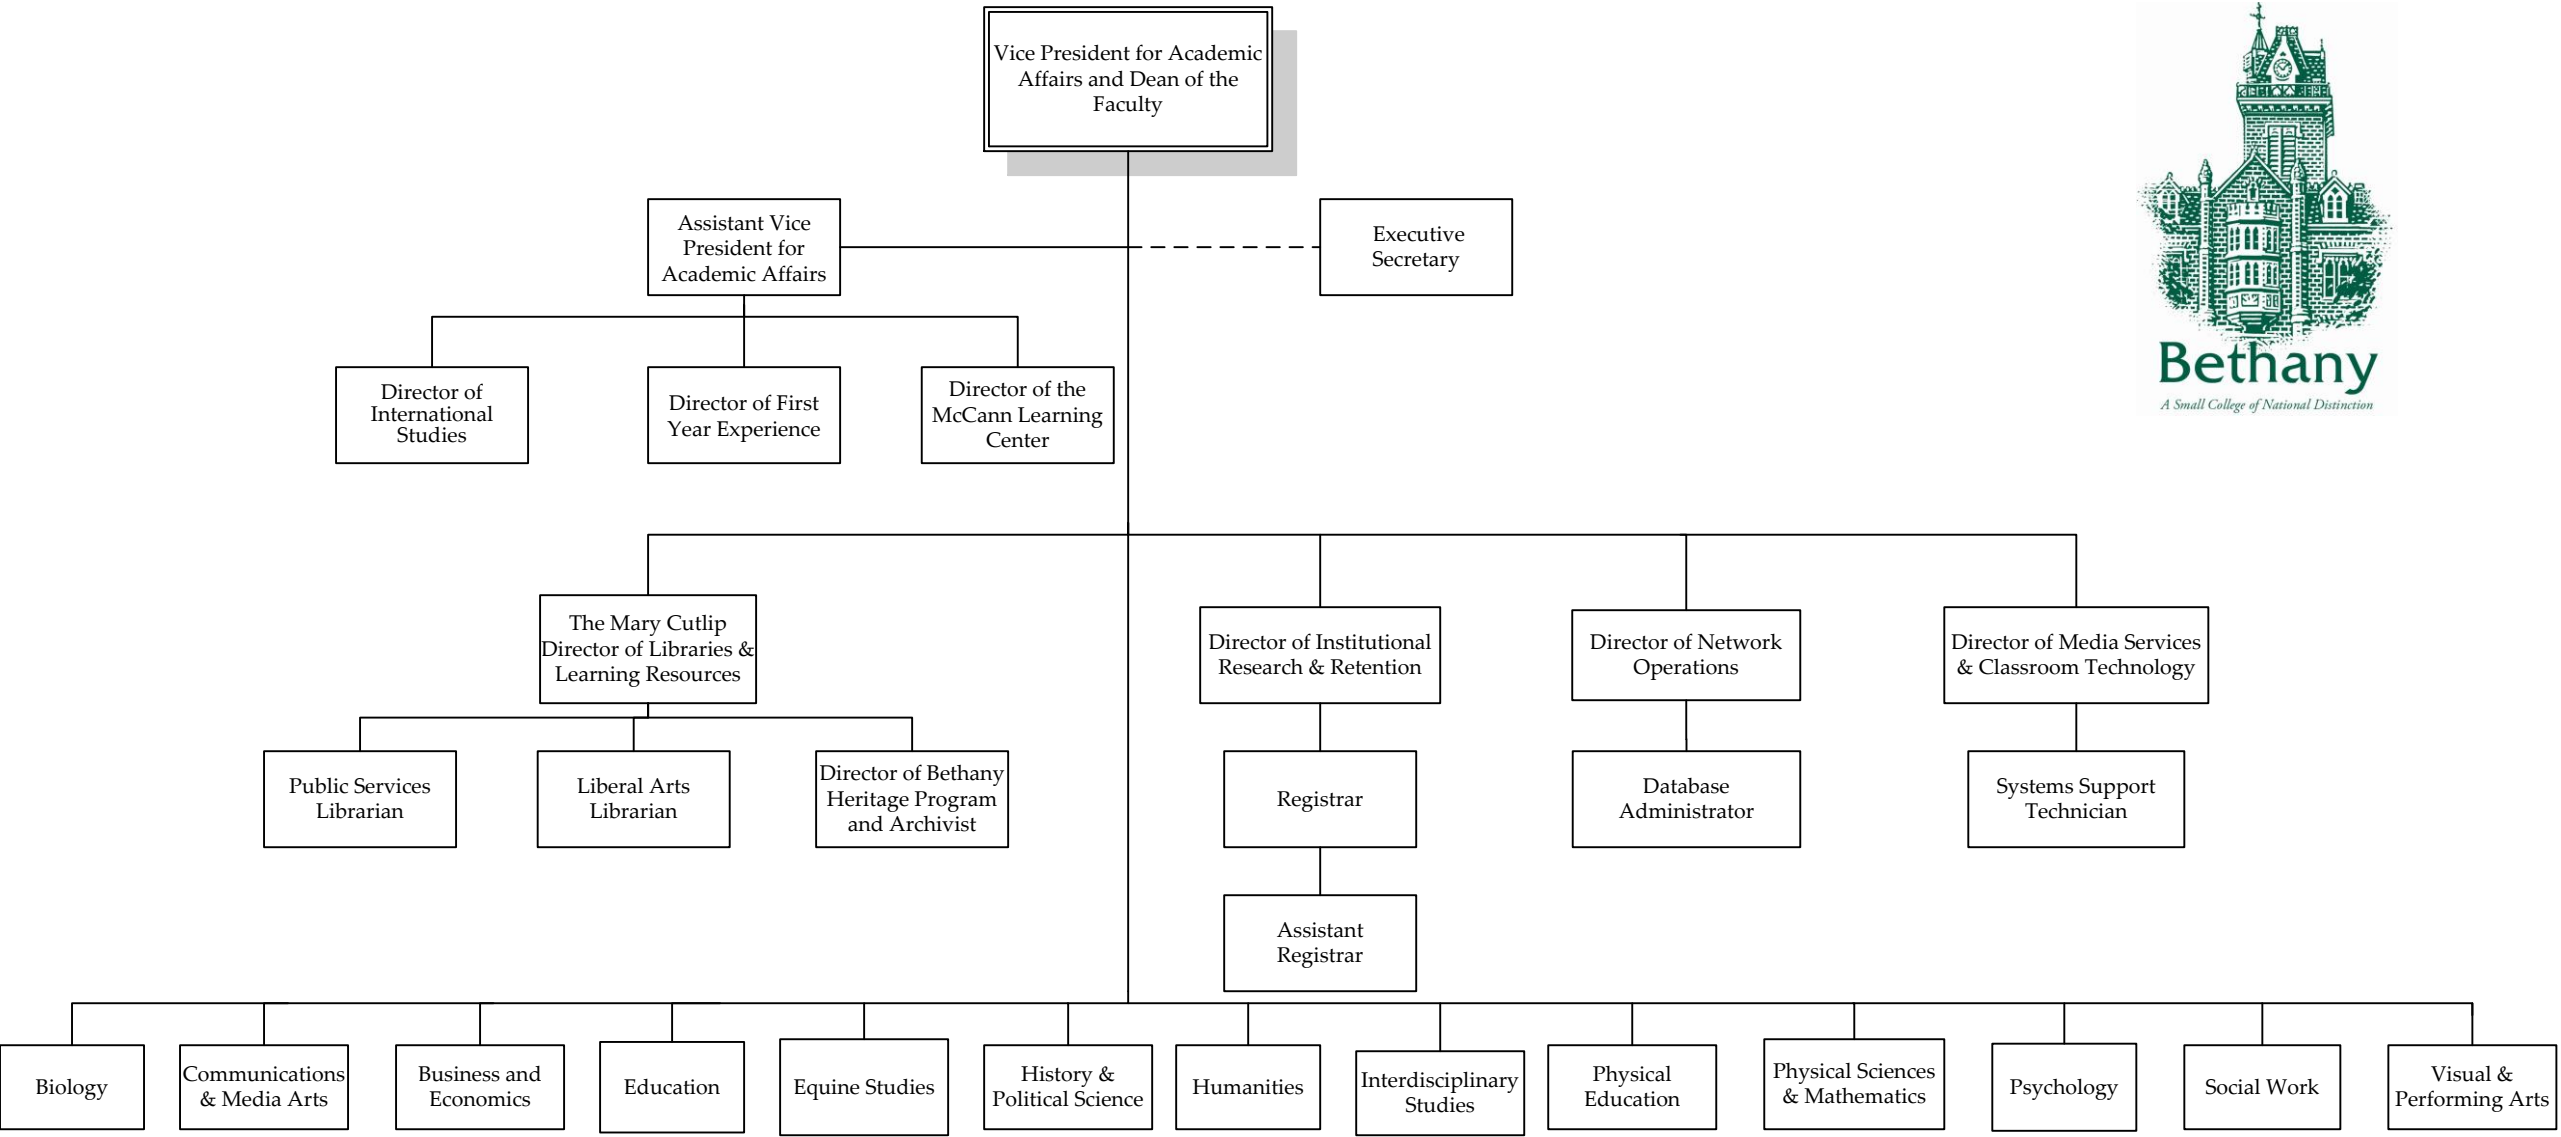 Vice President for Academic
Affairs and Dean of the
Faculty
Assistant Vice
President for
Academic Affairs
Executive
Secretary
Bethany
A Small College of National Distinction
Director of
International
Studies
Director of First
Year Experience
Director of the
McCann Learning
Center
The Mary Cutlip
Director of Libraries &
Learning Resources
Director of Institutional
Research & Retention
Director of Network
Operations
Director of Media Services
& Classroom Technology
Public Services
Librarian
Liberal Arts
Librarian
Director of Bethany
Heritage Program
and Archivist
Registrar
Database
Administrator
Systems Support
Technician
Assistant
Registrar
Biology
Communications
& Media Arts
Business and
Economics
Education
Equine Studies
History &
Political Science
Humanities
Interdisciplinary
Studies
Physical
Education
Physical Sciences
& Mathematics
Psychology
Social Work
Visual &
Performing Arts